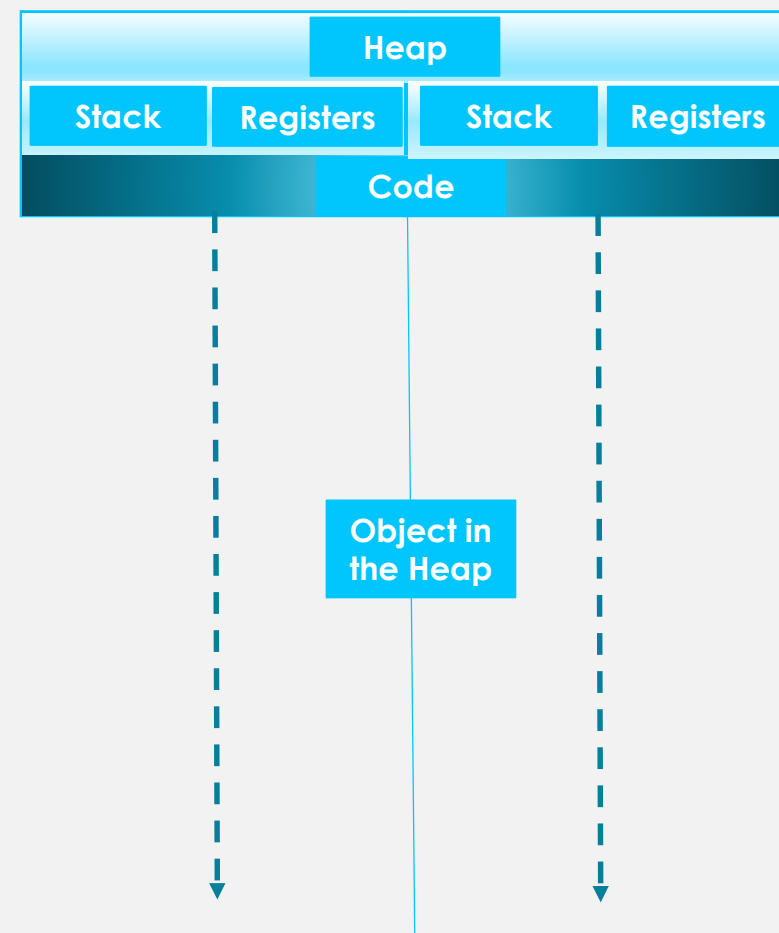 Heap
Stack
Registers
Stack
Registers
Code
Object in
the Heap